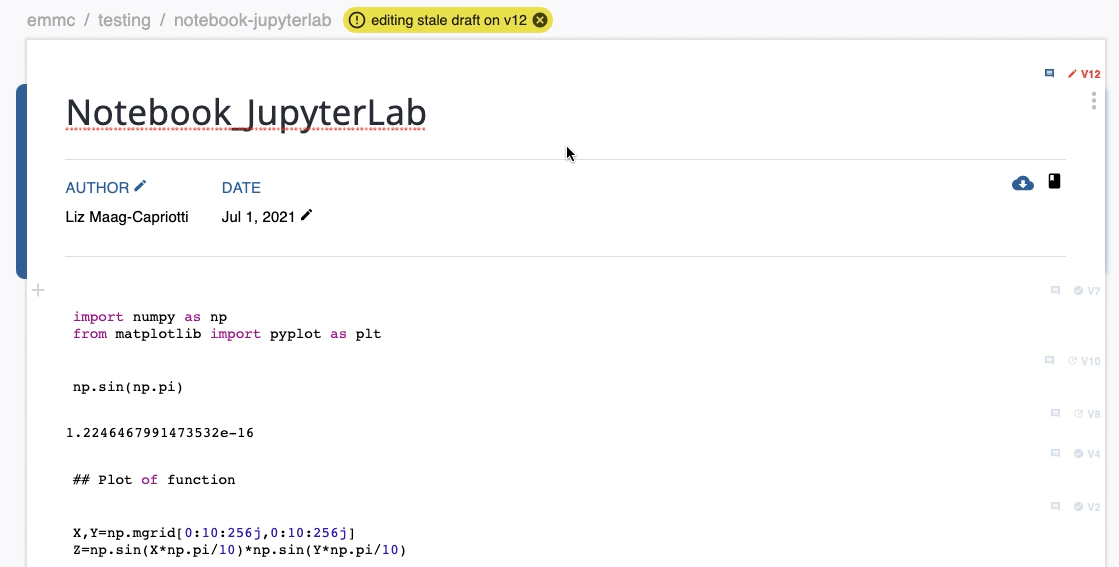 emmc / testing / notebook-jupyterlab editing stale draft on v12
V12
Notebook_JupyterLab
AUTHOR DATE
Liz Maag-Capriotti Jul 1, 2021
V7
import numpy as np
from matplotlib import pyplot as plt
V10
np.sin(np.pi)
V8
1.2246467991473532e-16
V4
## Plot of function
V2
X,Y=np.mgrid[0:10:256j,0:10:256j]
Z=np.sin(X*np.pi/10)*np.sin(Y*np.pi/10)